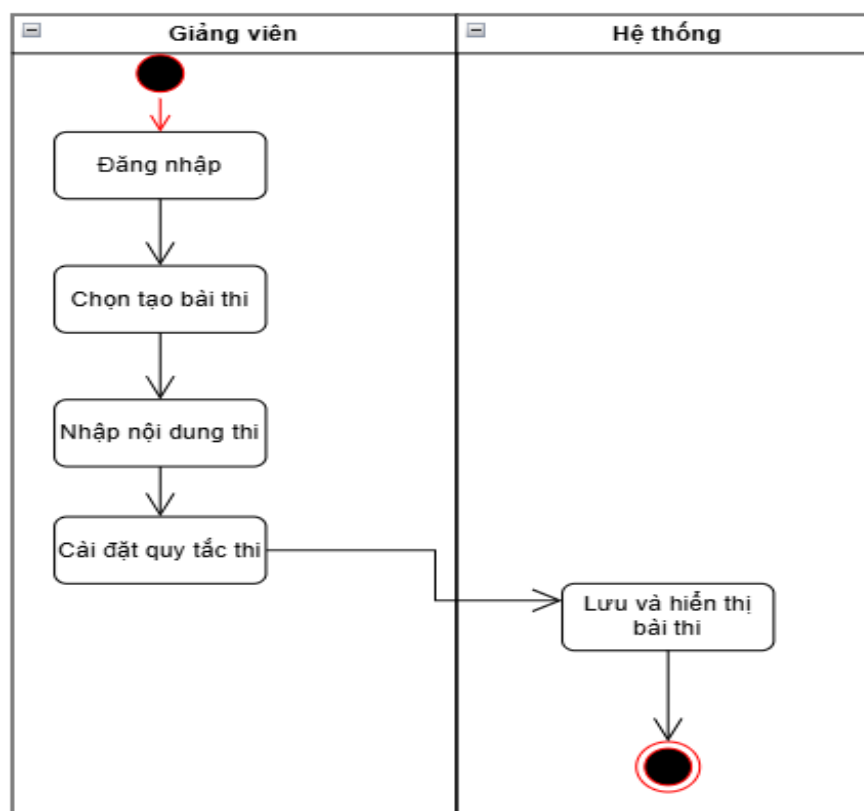 Giảng viên
Hệ thống
Đăng nhập
Chọn tạo bài thi
Nhập nội dung thi
Cài đặt quy tắc thi
Lưu và hiển thị
bài thi